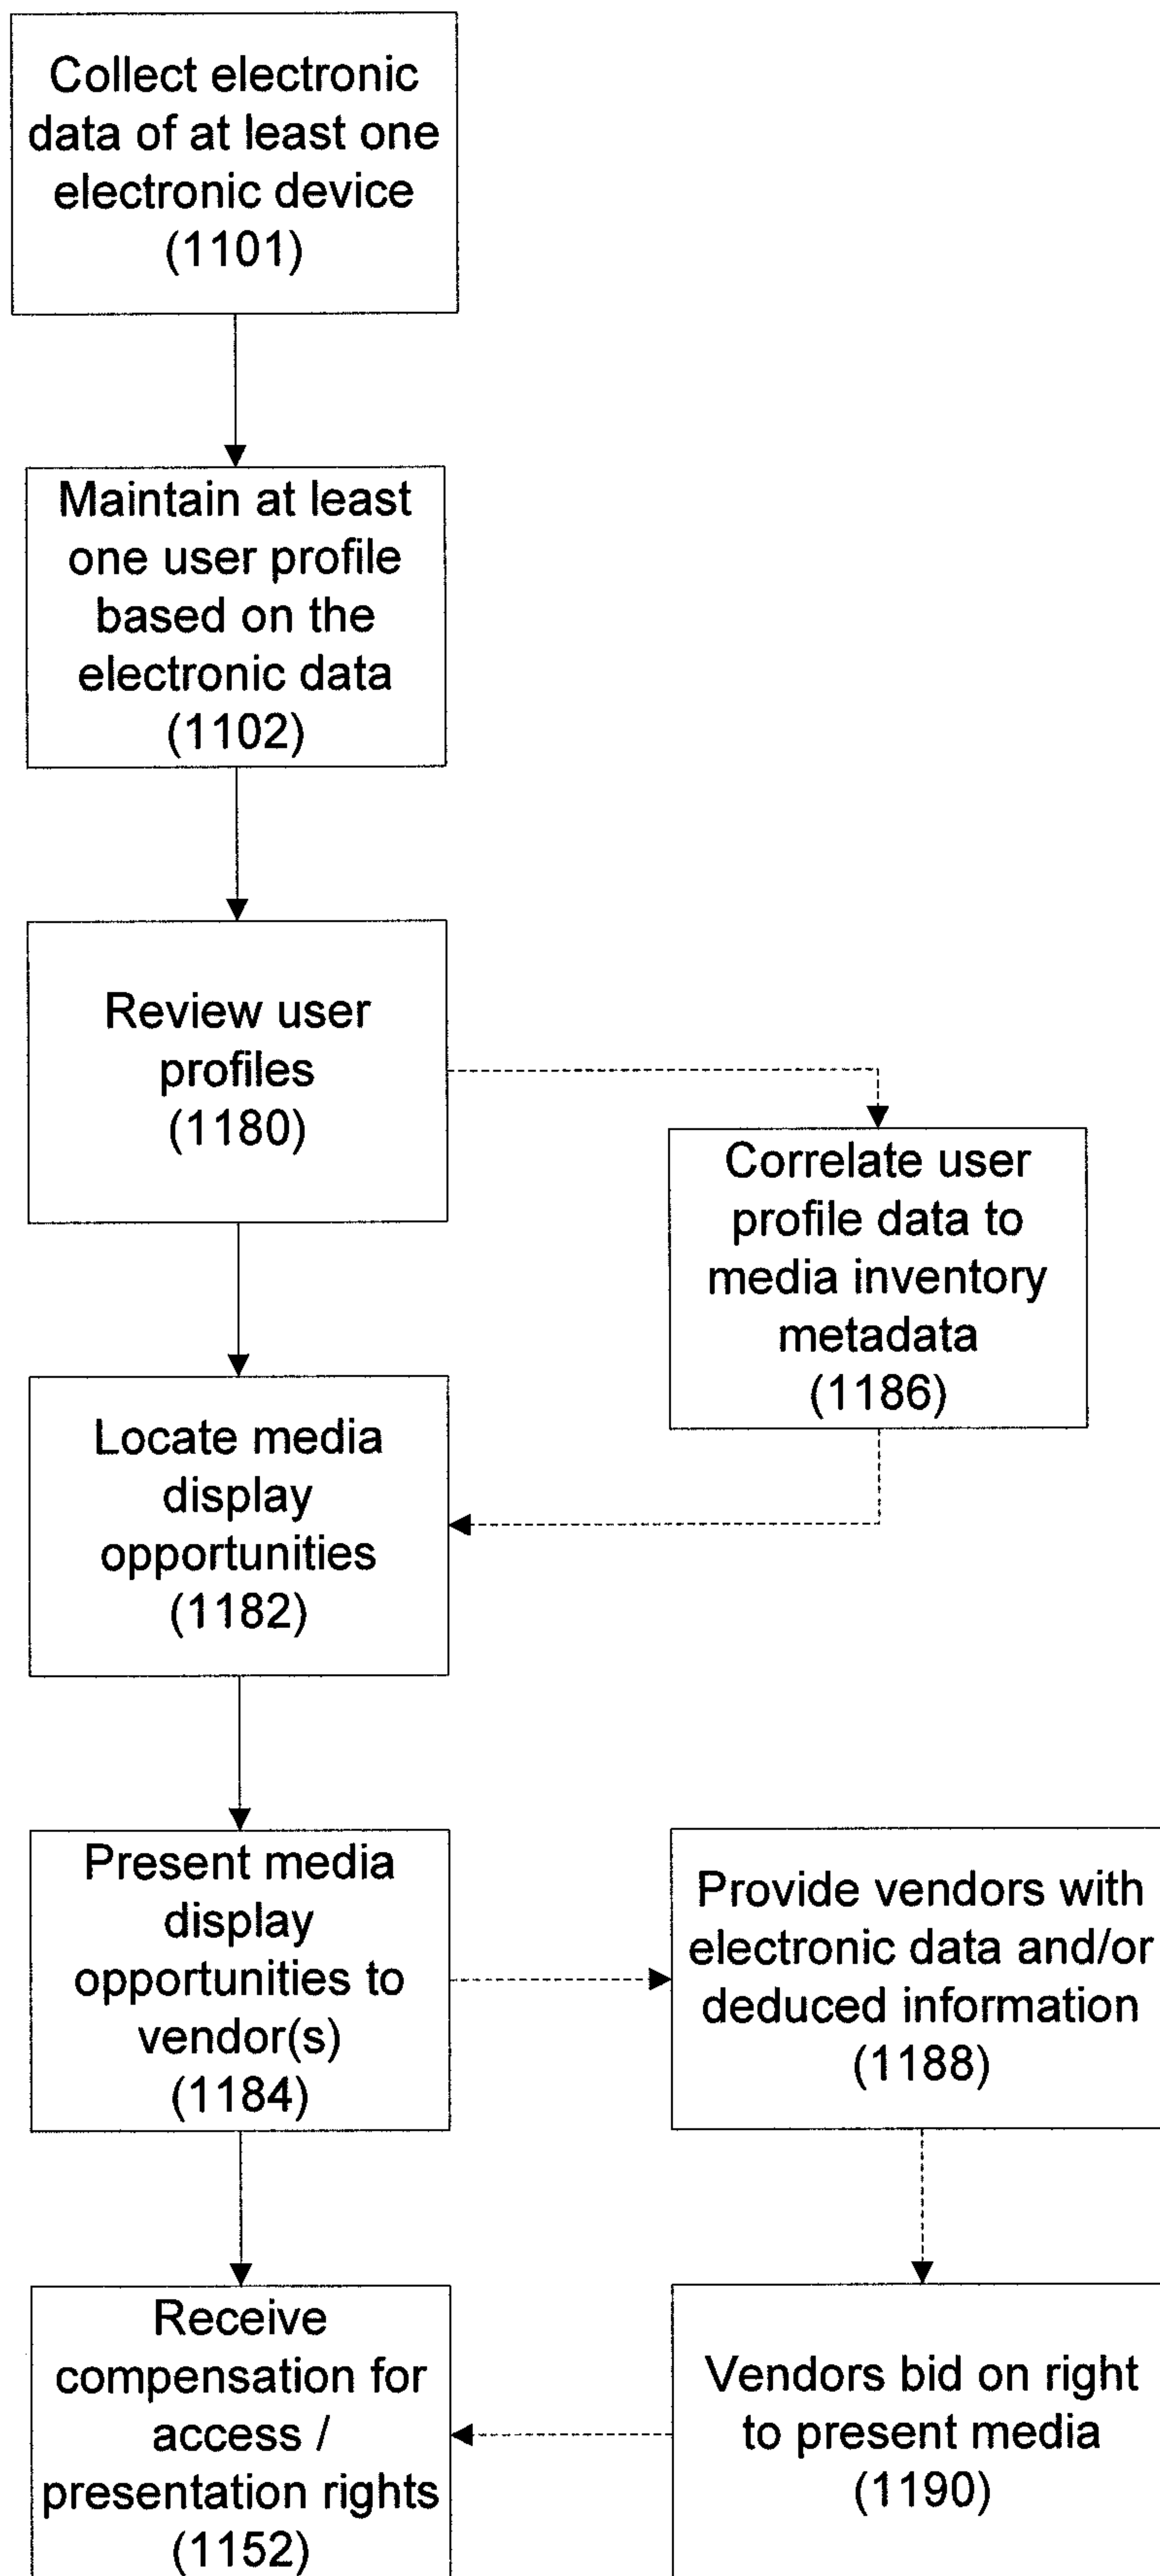 Collect electronic
data of at least one
electronic device
(1101)
Maintain at least
one user profile
based on the
electronic data
(1102)
Review user
profiles
(1180)
Correlate user
profile data to
media inventory
metadata
(1186)
Locate media
display
opportunities
(1182)
Present media
display
opportunities to
vendor(s)
(1184)
Provide vendors with
electronic data and/or
deduced information
(1188)
Receive
compensation for
access /
presentation rights
(1152)
Vendors bid on right
to present media
(1190)